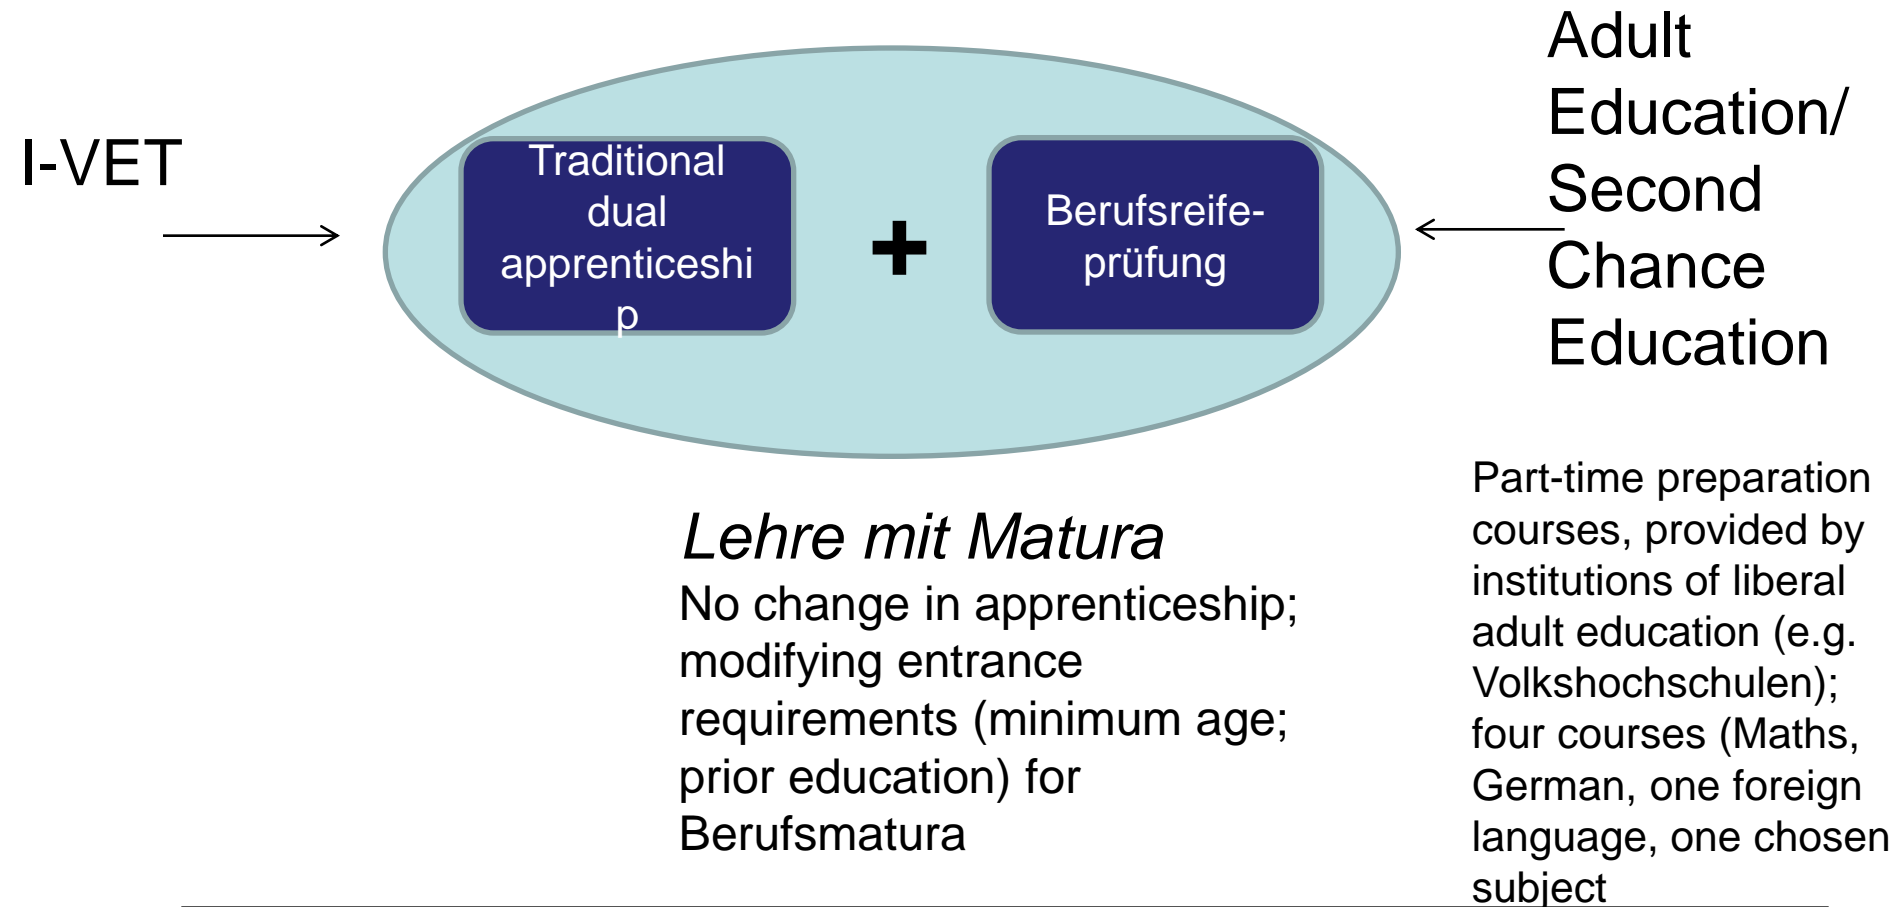 I-VET
Traditional
dual
apprenticeshi
p
+
Berufsreife-
prüfung
Adult
Education/
Second
Chance
Education
Lehre mit Matura
No change in apprenticeship;
modifying entrance
requirements (minimum age;
prior education) for
Berufsmatura
Part-time preparation
courses, provided by
institutions of liberal
adult education (e.g.
Volkshochschulen);
four courses (Maths,
German, one foreign
language, one chosen
subject